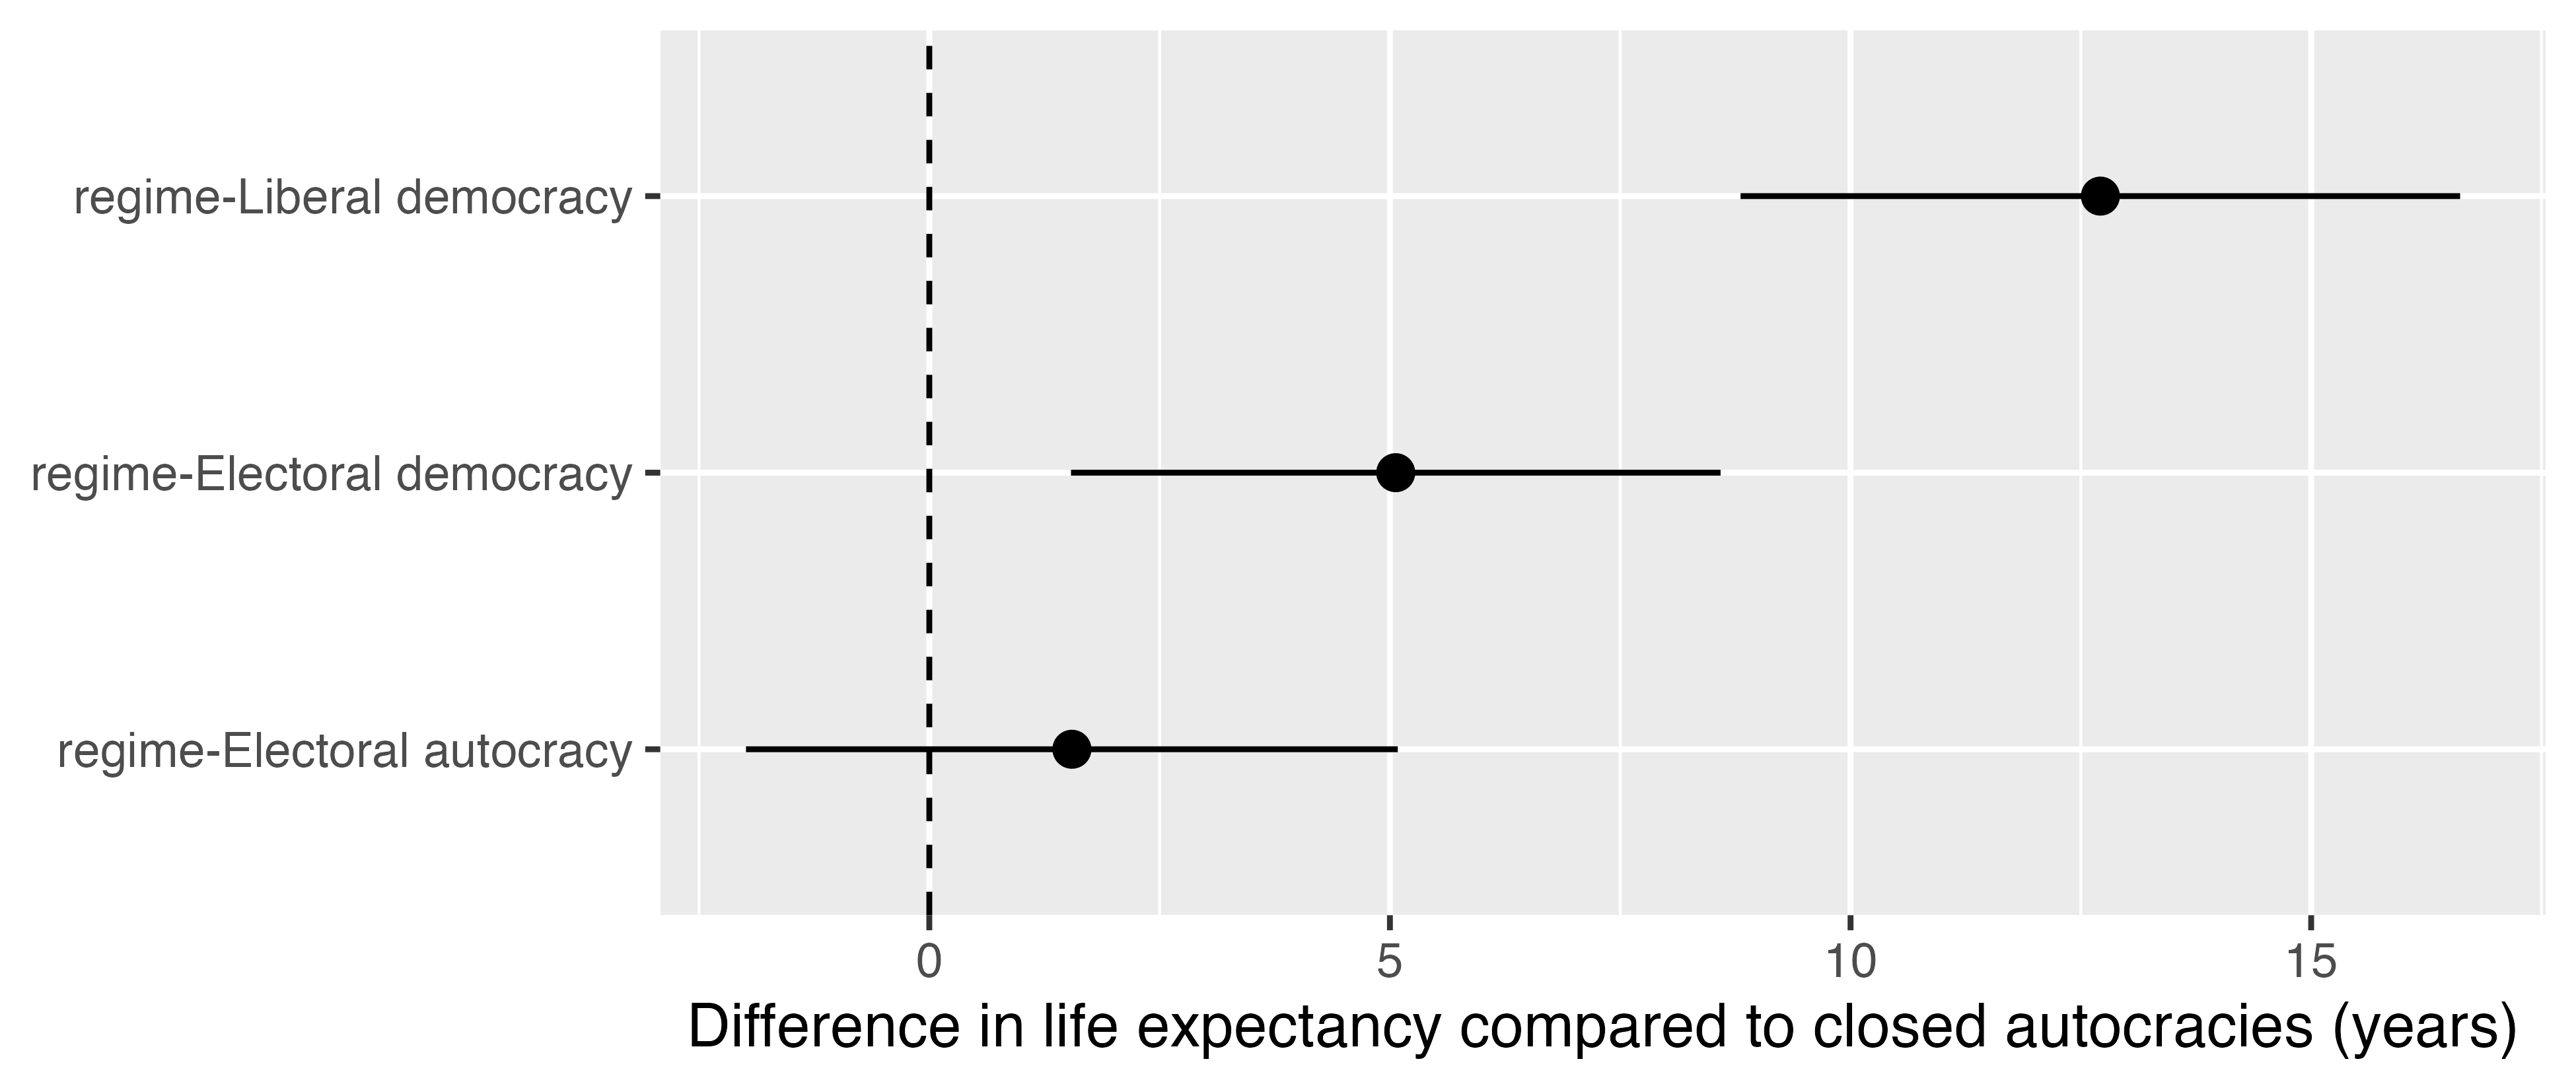 regime-Liberal democracy
regime-Electoral democracy
regime-Electoral autocracy
0 5 10 15
Difference in life expectancy compared to closed autocracies (years)